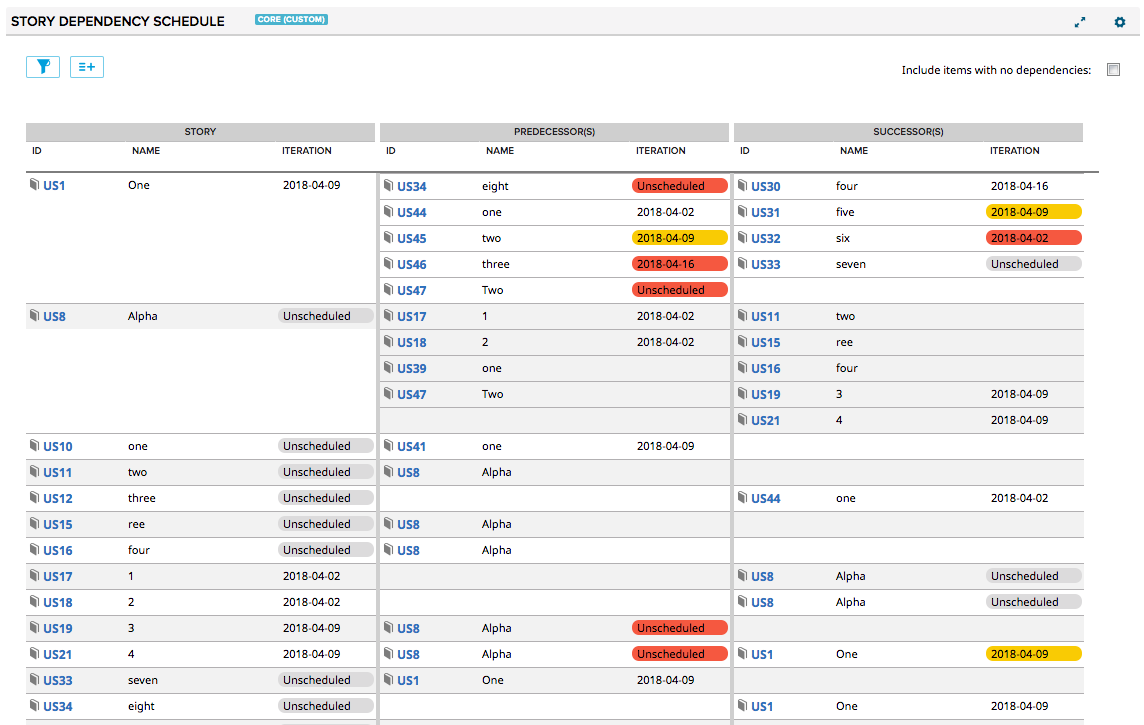 STORY DEPENDENCY SCHEDULE CORE (CUSTOM)
Include items with no dependencies:
STORY PREDECESSOR(S) SUCCESSOR(S)
ID NAME ITERATION ID NAME ITERATION ID NAME ITERATION
US1 One 2018-04-09 US34 eight Unscheduled US30 four 2018-04-16
US44 one 2018-04-02 US31 five 2018-04-09
US45 two 2018-04-09 US32 six 2018-04-02
US46 three 2018-04-16 US33 seven Unscheduled
US47 Two Unscheduled
US8 Alpha Unscheduled US17 1 2018-04-02 US11 two
US18 2 2018-04-02 US15 ree
US39 one US16 four
US47 Two US19 3 2018-04-09
US21 4 2018-04-09
US10 one Unscheduled US41 one 2018-04-09
US11 two Unscheduled US8 Alpha
US12 three Unscheduled US44 one 2018-04-02
US15 ree Unscheduled US8 Alpha
US16 four Unscheduled US8 Alpha
US17 1 2018-04-02 US8 Alpha Unscheduled
US18 2 2018-04-02 US8 Alpha Unscheduled
US19 3 2018-04-09 US8 Alpha Unscheduled
US21 4 2018-04-09 US8 Alpha Unscheduled US1 One 2018-04-09
US33 seven Unscheduled US1 One 2018-04-09
US34 eight Unscheduled US1 One 2018-04-09